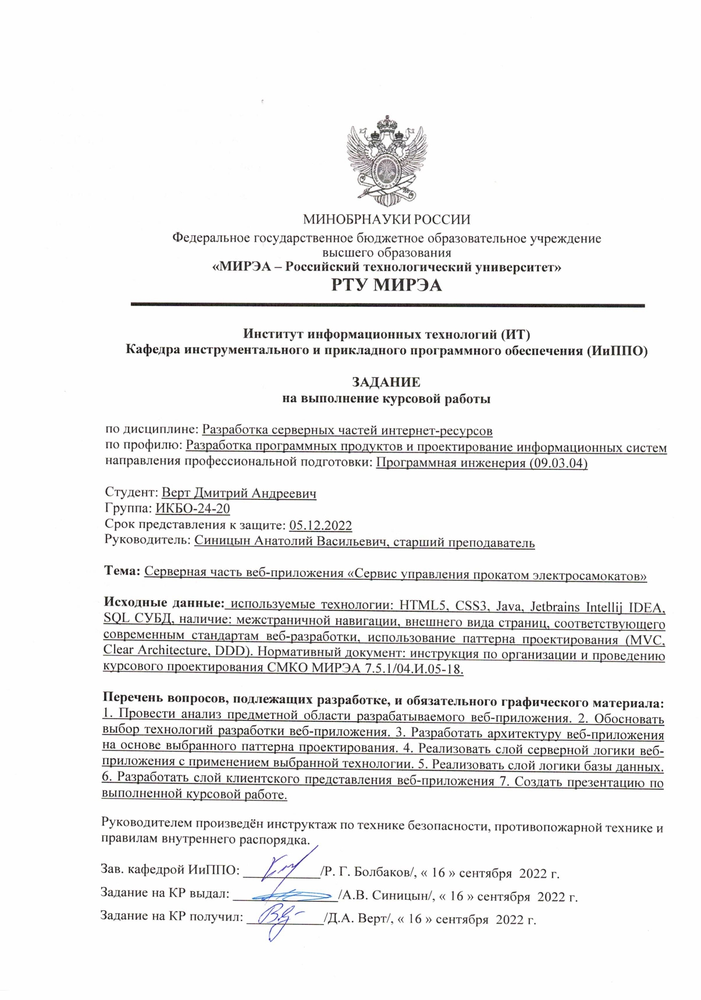 МИНОБРНАУКИ РОССИИ
Федеральное государственное бюджетное образовательное учреждение
высшего образования
«МИРЭА – Российский технологический университет»
РТУ МИРЭА
Институт информационных технологий (ИТ)
Кафедра инструментального и прикладного программного обеспечения (ИиППО)
ЗАДАНИЕ
на выполнение курсовой работы
по дисциплине: Разработка серверных частей интернет-ресурсов
по профилю: Разработка программных продуктов и проектирование информационных систем
направления профессиональной подготовки: Программная инженерия (09.03.04)
Студент: Верт Дмитрий Андреевич
Группа: ИКБО-24-20
Срок представления к защите: 05.12.2022
Руководитель: Синицын Анатолий Васильевич, старший преподаватель
Тема: Серверная часть веб-приложения «Сервис управления прокатом электросамокатов»
Исходные данные: используемые технологии: HTML5, CSS3, Java, Jetbrains Intellij IDEA,
SQL СУБД, наличие: межстраничной навигации, внешнего вида страниц, соответствующего
современным стандартам веб-разработки, использование паттерна проектирования (MVC,
Clear Architecture, DDD). Нормативный документ: инструкция по организации и проведению
курсового проектирования СМКО МИРЭА 7.5.1/04.И.05-18.
Перечень вопросов, подлежащих разработке, и обязательного графического материала:
1. Провести анализ предметной области разрабатываемого веб-приложения. 2. Обосновать
выбор технологий разработки веб-приложения. 3. Разработать архитектуру веб-приложения
на основе выбранного паттерна проектирования. 4. Реализовать слой серверной логики веб-
приложения с применением выбранной технологии. 5. Реализовать слой логики базы данных.
6. Разработать слой клиентского представления веб-приложения 7. Создать презентацию по
выполненной курсовой работе.
Руководителем произведён инструктаж по технике безопасности, противопожарной технике и
правилам внутреннего распорядка.
Зав. кафедрой ИиППО: ___________/Р. Г. Болбаков/, « 16 » сентября 2022 г.
Задание на КР выдал: _______________/А.В. Синицын/, « 16 » сентября 2022 г.
Задание на КР получил: ___________/Д.А. Верт/, « 16 » сентября 2022 г.